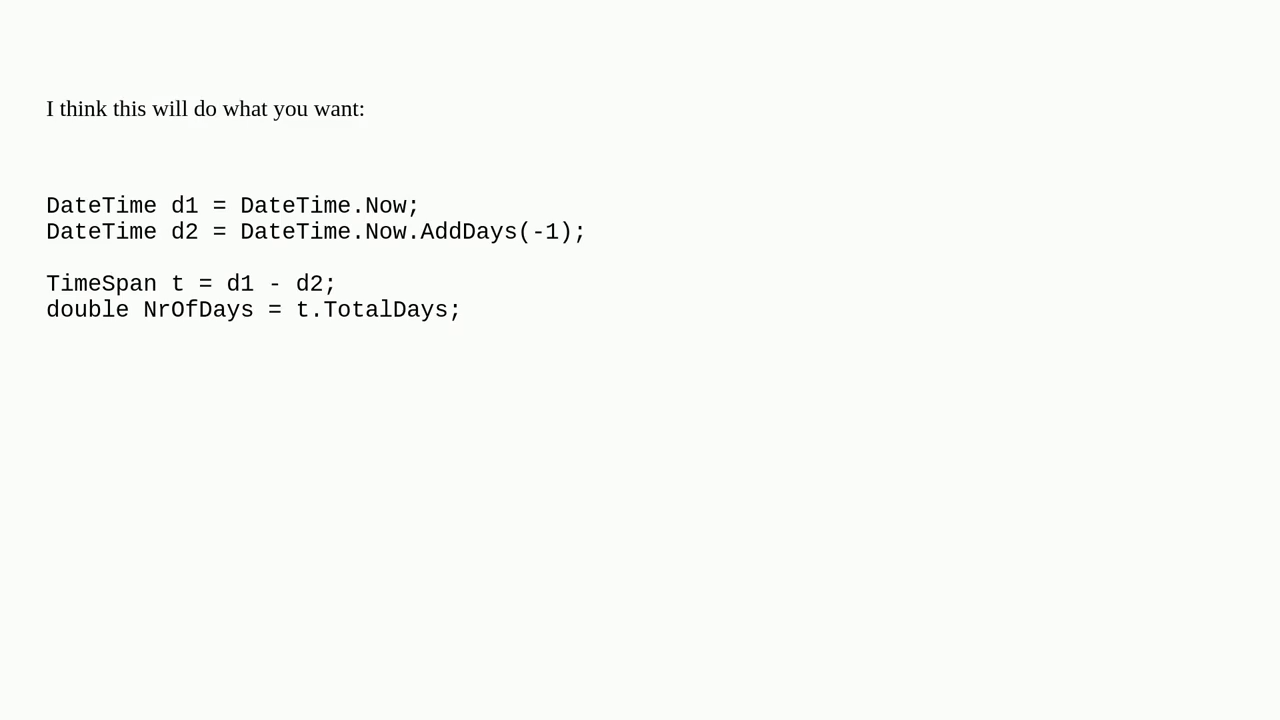 I think this will do what you want:
DateTime d1 = DateTime.Now;
DateTime d2 = DateTime.Now.AddDays(-1);
TimeSpan t = d1 - d2;
double NrOfDays = t.TotalDays;